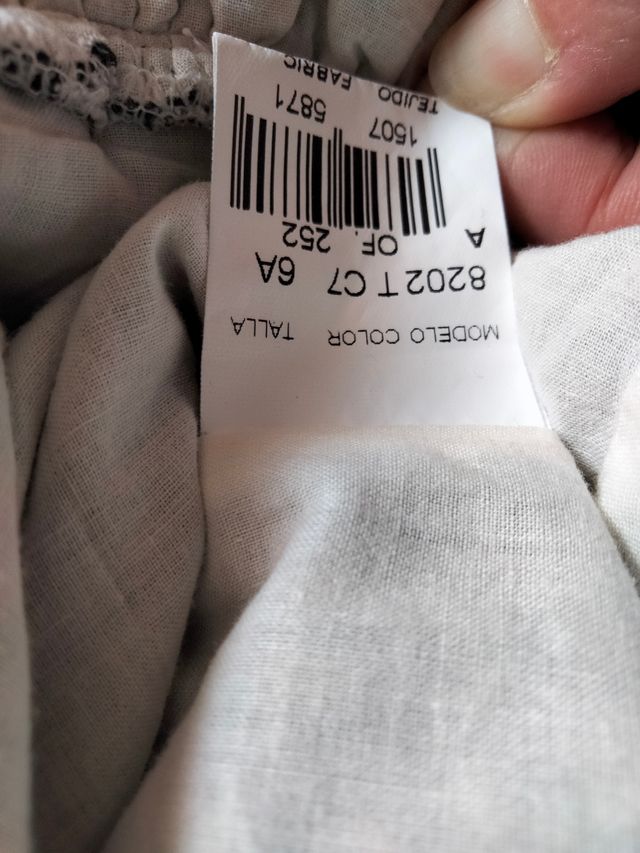 MODELO COLOR TALLA
8202 T C7 6A
A OF. 252
1507 5871
TEJIDO FABRIC